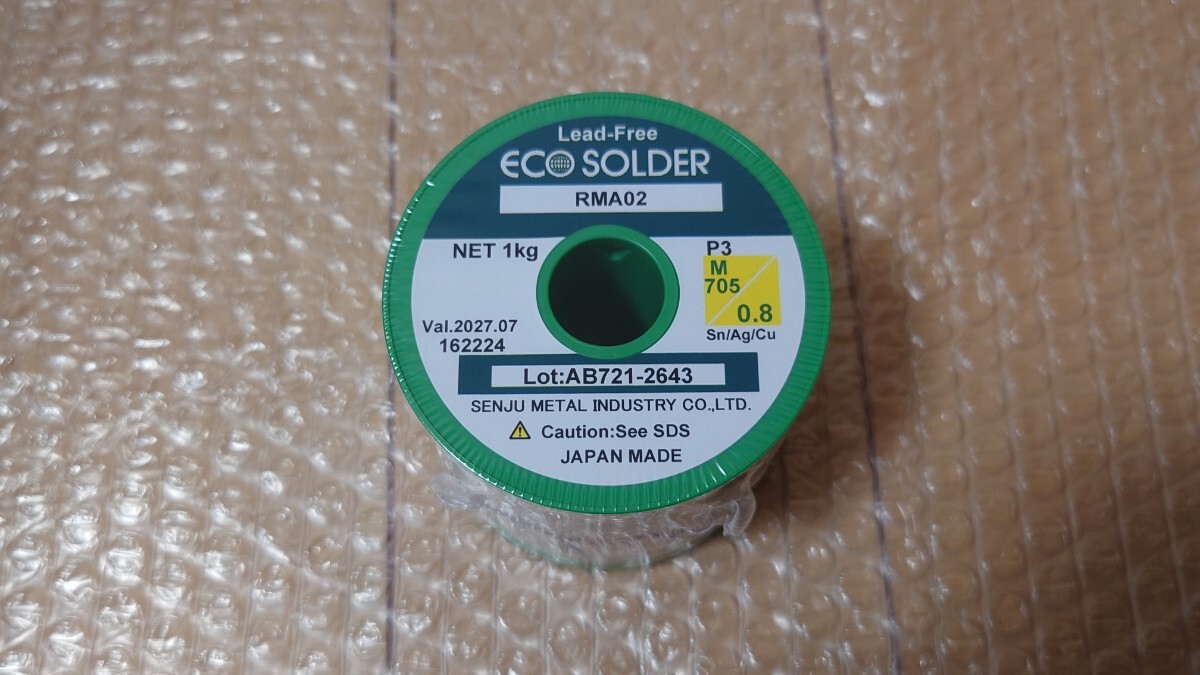 Lead-Free
ECO SOLDER
RMA02
NET 1kg
P3
M
705
0.8
Sn/Ag/Cu
Val.2027.07
162224
Lot:AB721-2643
SENJU METAL INDUSTRY CO.,LTD.
Caution:See SDS
JAPAN MADE